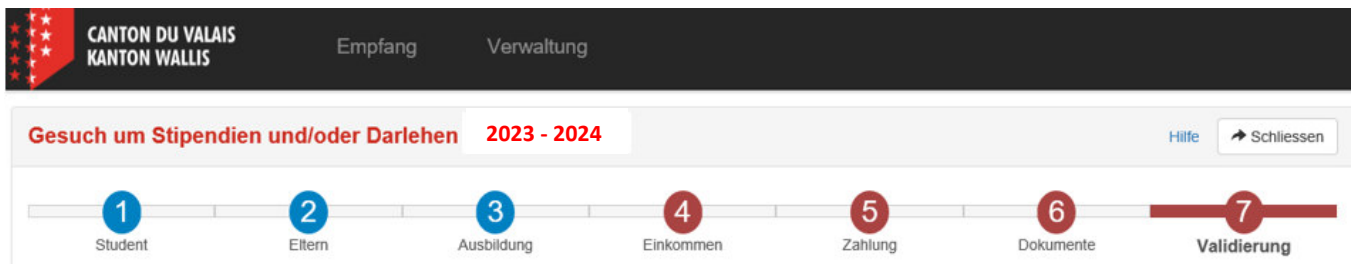 CANTON DU VALAIS
KANTON WALLIS
Empfang Verwaltung
Gesuch um Stipendien und/oder Darlehen 2023 - 2024 Hilfe Schliessen
1 2 3 4 5 6 7
Student Eltern Ausbildung Einkommen Zahlung Dokumente Validierung